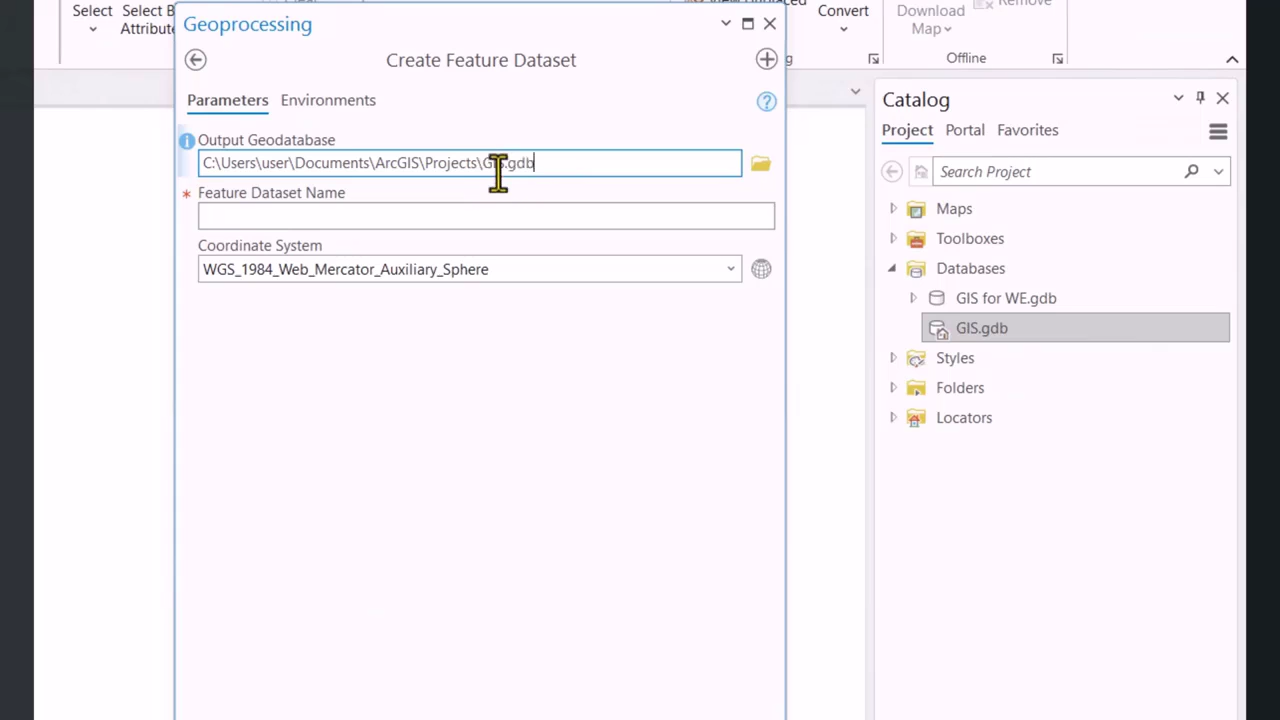 Select
Select B
Attribute
Convert
Download
Map
Remove
Offline
Geoprocessing
Create Feature Dataset
Parameters
Environments
Output Geodatabase
C:\Users\user\Documents\ArcGIS\Projects\GIS.gdb
* Feature Dataset Name
Coordinate System
WGS_1984_Web_Mercator_Auxiliary_Sphere
Catalog
Project
Portal
Favorites
Search Project
Maps
Toolboxes
Databases
GIS for WE.gdb
GIS.gdb
Styles
Folders
Locators